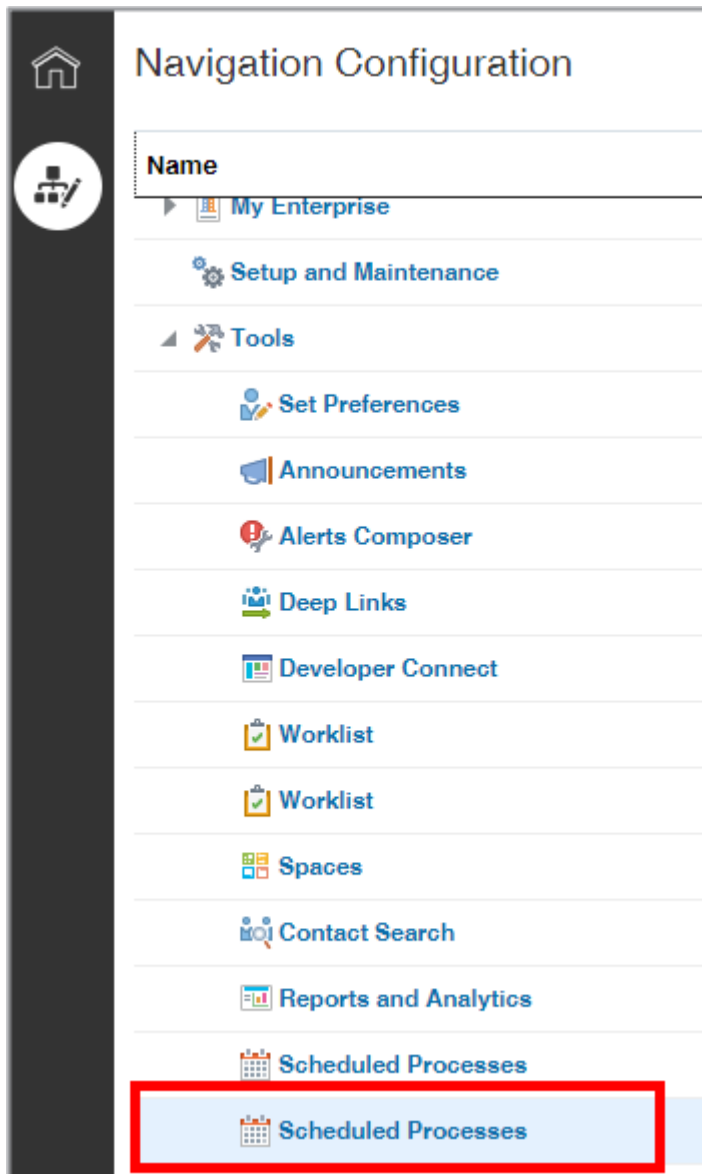 Navigation Configuration
Name
My Enterprise
Setup and Maintenance
Tools
Set Preferences
Announcements
Alerts Composer
Deep Links
Developer Connect
Worklist
Worklist
Spaces
Contact Search
Reports and Analytics
Scheduled Processes
Scheduled Processes